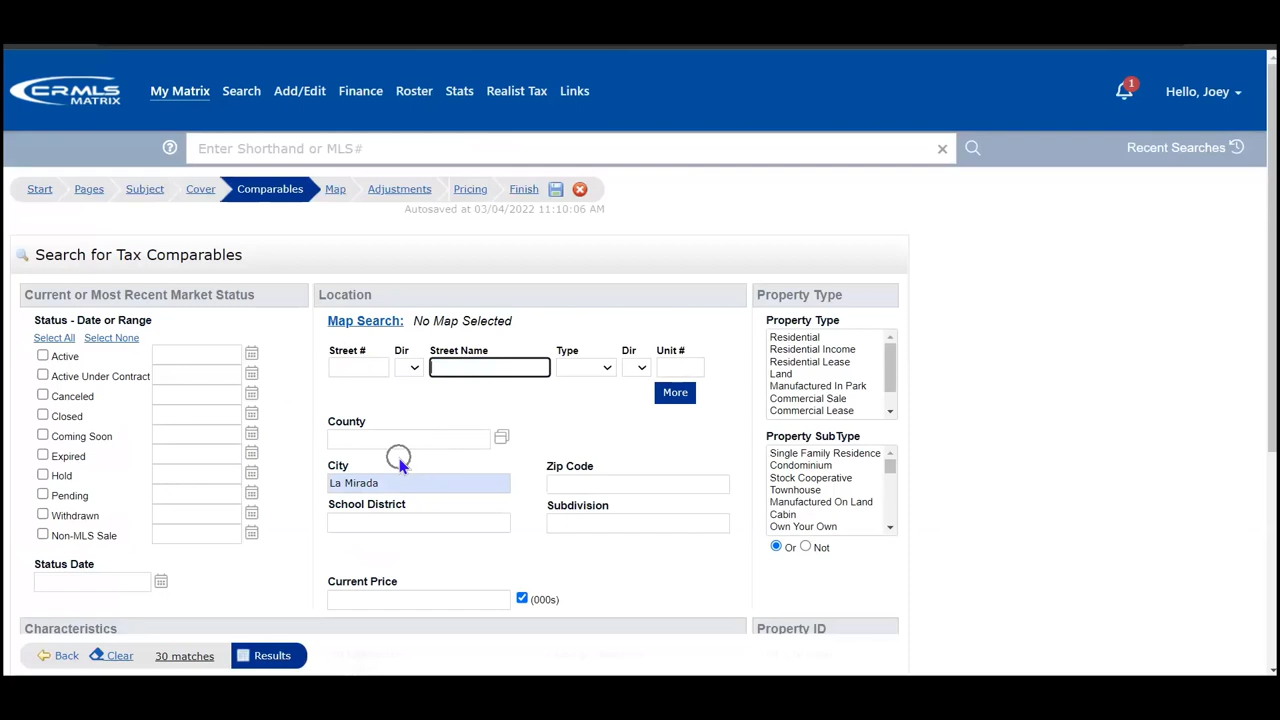 CRMLS
MATRIX
My Matrix Search Add/Edit Finance Roster Stats Realist Tax Links
1
Hello, Joey
Enter Shorthand or MLS#
Recent Searches
Start Pages Subject Cover Comparables Map Adjustments Pricing Finish
Autosaved at 03/04/2022 11:10:06 AM
Search for Tax Comparables
Current or Most Recent Market Status
Status - Date or Range
Select All Select None
Active
Active Under Contract
Canceled
Closed
Coming Soon
Expired
Hold
Pending
Withdrawn
Non-MLS Sale
Status Date
Location
Map Search: No Map Selected
Street # Dir Street Name Type Dir Unit #
More
County
City
La Mirada
Zip Code
School District
Subdivision
Current Price
(000s)
Property Type
Property Type
Residential
Residential Income
Residential Lease
Land
Manufactured In Park
Commercial Sale
Commercial Lease
Property SubType
Single Family Residence
Condominium
Stock Cooperative
Townhouse
Manufactured On Land
Cabin
Own Your Own
Or Not
Characteristics
Property ID
Back Clear 30 matches Results